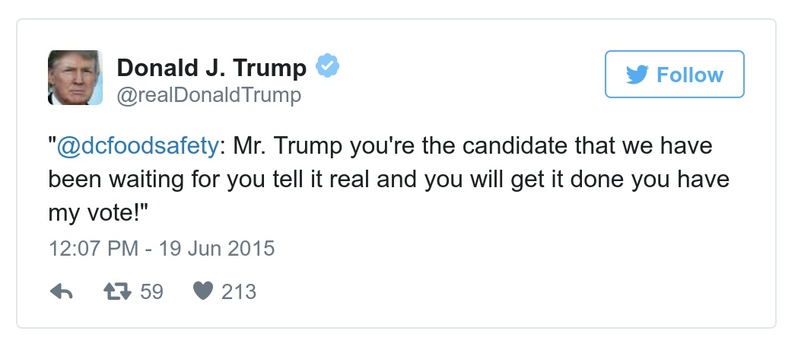 Donald J. Trump
Follow
@realDonaldTrump
"@dcfoodsafety: Mr. Trump you're the candidate that we have
been waiting for you tell it real and you will get it done you have
my vote!"
12:07 PM - 19 Jun 2015
59 213